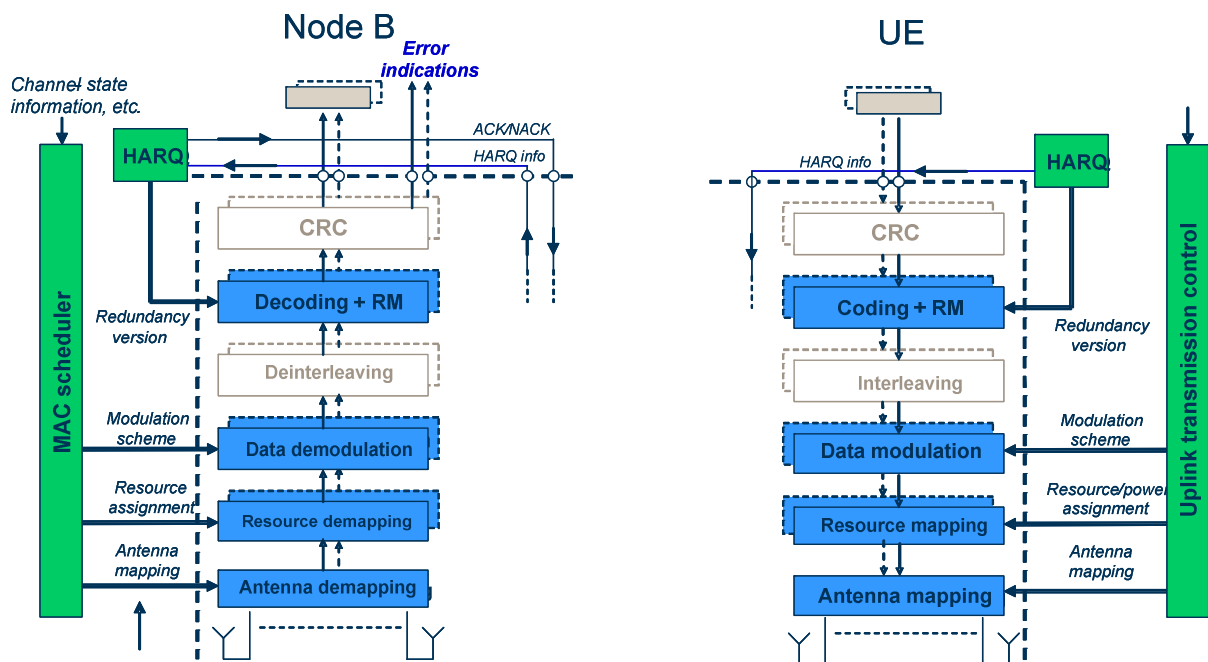 Node B
UE
Error
indications
Channel-state
information, etc.
ACK/NACK
HARQ
HARQ info
HARQ info
HARQ
CRC
CRC
Decoding + RM
Coding + RM
Redundancy
version
Redundancy
version
Deinterleaving
Interleaving
MAC scheduler
Uplink transmission control
Modulation
scheme
Data demodulation
Data modulation
Modulation
scheme
Resource
assignment
Resource demapping
Resource mapping
Resource/power
assignment
Antenna
mapping
Antenna demapping
Antenna mapping
Antenna
mapping